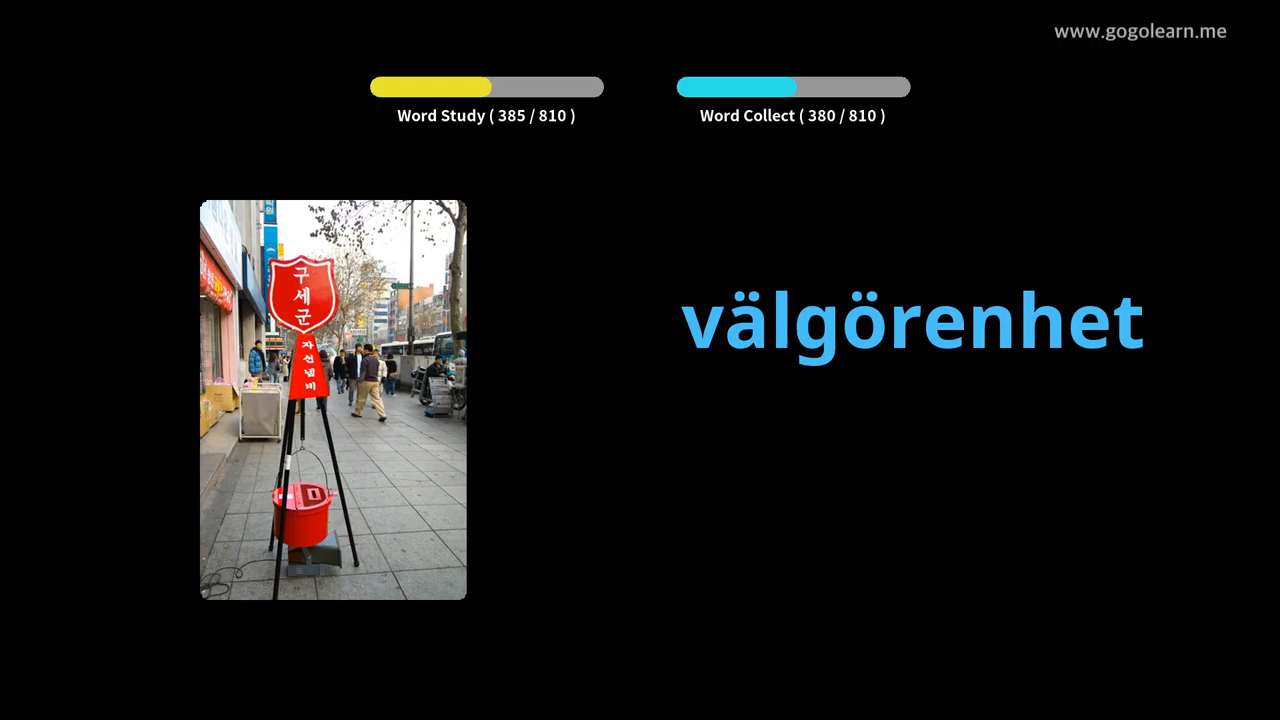 www.gogolearn.me
Word Study ( 385 / 810 )
Word Collect ( 380 / 810 )
구세군
자선냄비
välgörenhet